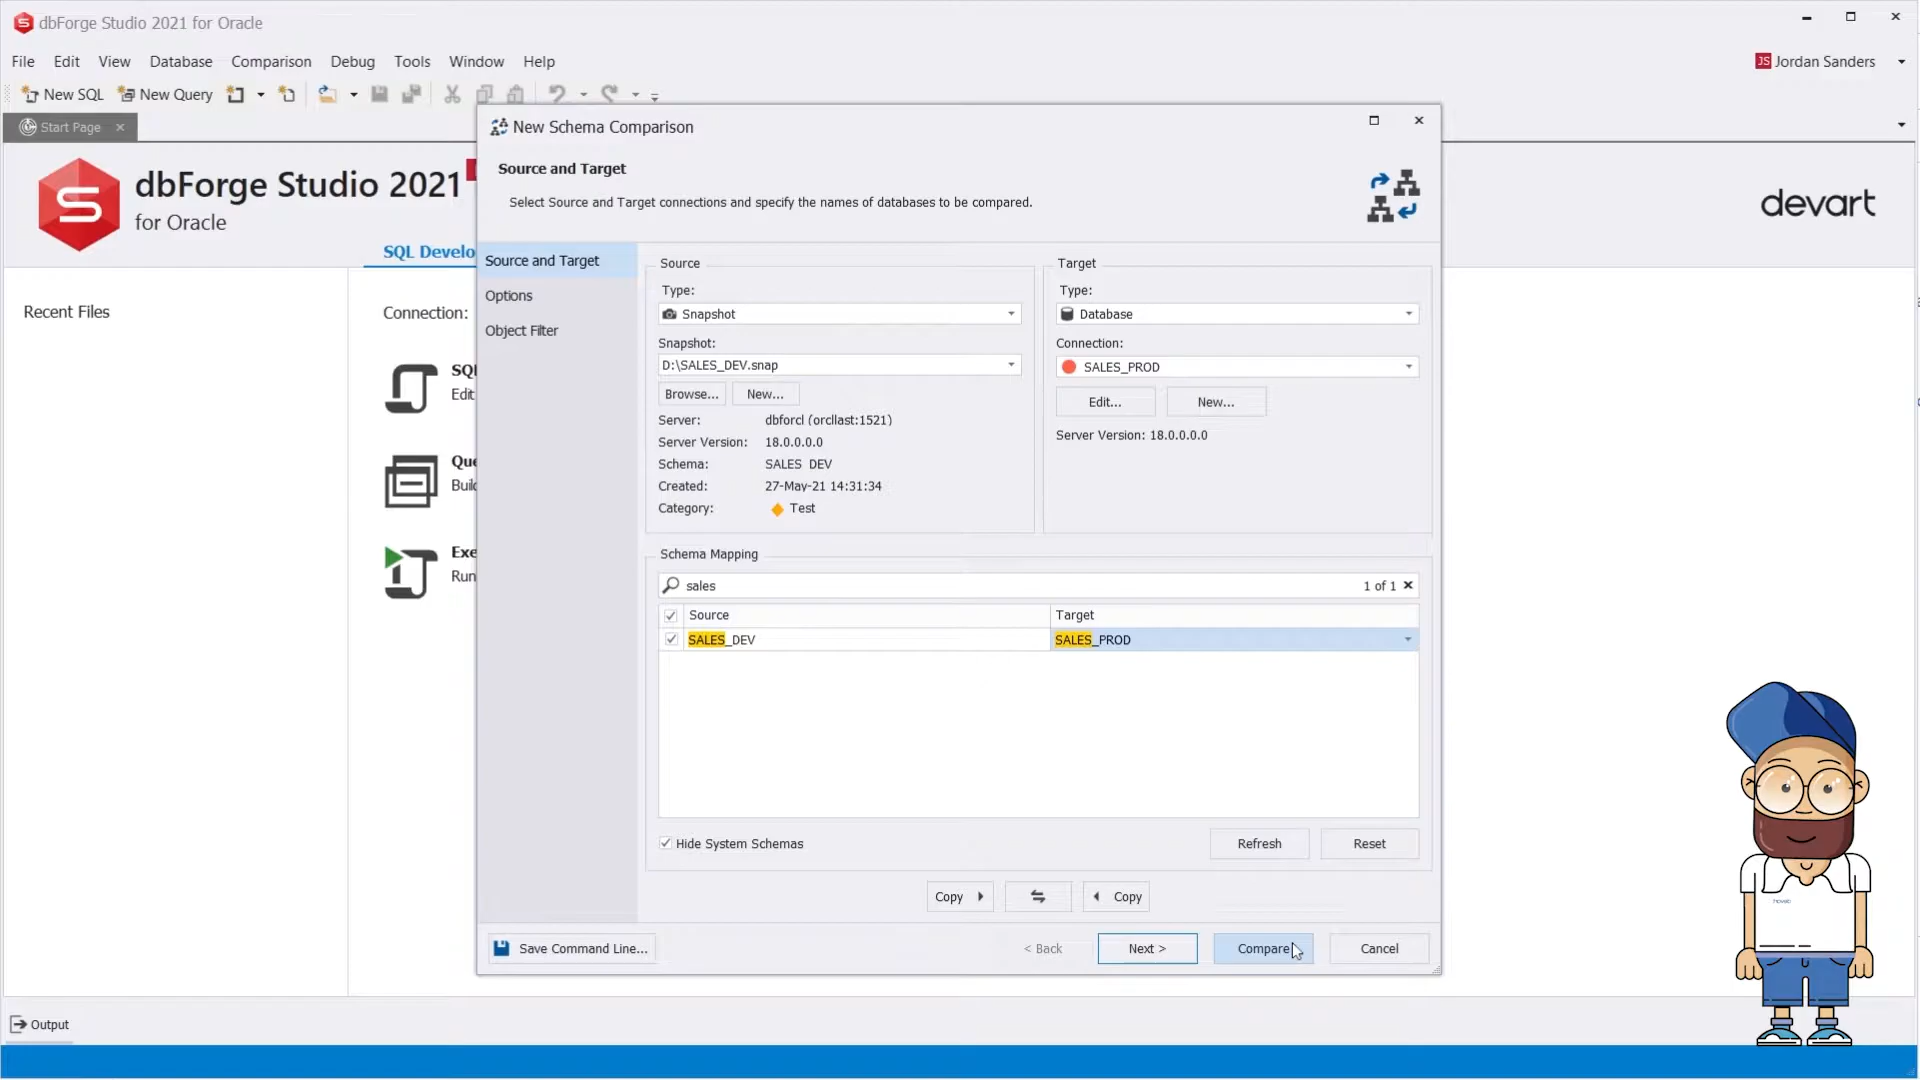 dbForge Studio 2021 for Oracle
File Edit View Database Comparison Debug Tools Window Help
JS Jordan Sanders
New SQL New Query
Start Page
dbForge Studio 2021
for Oracle
devart
SQL Develo
Recent Files
Connection:
SQ
Edit
Que
Build
Exe
Run
New Schema Comparison
Source and Target
Select Source and Target connections and specify the names of databases to be compared.
Source and Target
Options
Object Filter
Source
Type:
Snapshot
Snapshot:
D:\SALES_DEV.snap
Browse... New...
Server: dbforcl (orcllast:1521)
Server Version: 18.0.0.0.0
Schema: SALES DEV
Created: 27-May-21 14:31:34
Category: Test
Target
Type:
Database
Connection:
SALES_PROD
Edit... New...
Server Version: 18.0.0.0.0
Schema Mapping
sales 1 of 1
Source Target
SALES_DEV SALES_PROD
Hide System Schemas Refresh Reset
Copy Copy
Save Command Line... < Back Next > Compare Cancel
Output